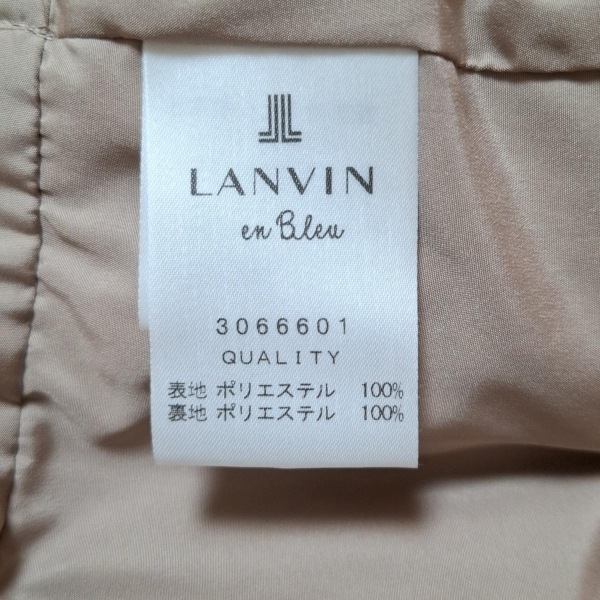 LANVIN
en Bleu
3066601
QUALITY
表地 ポリエステル 100%
裏地 ポリエステル 100%